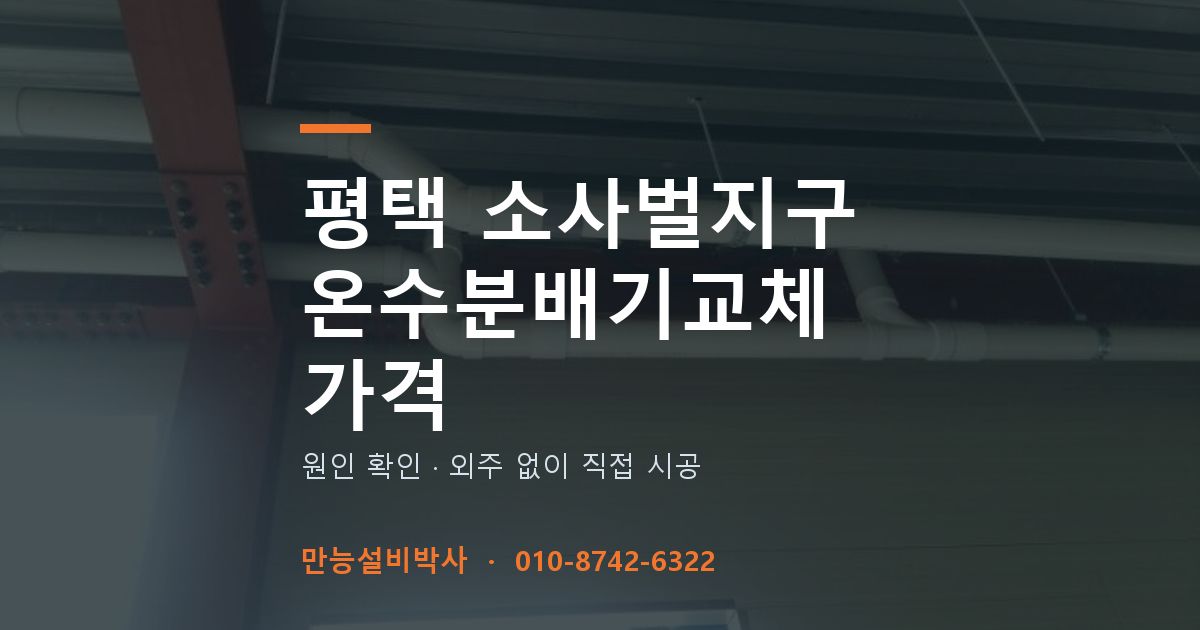 평택 소사벌지구
온수분배기교체
가격
원인 확인 · 외주 없이 직접 시공
만능설비박사 · 010-8742-6322